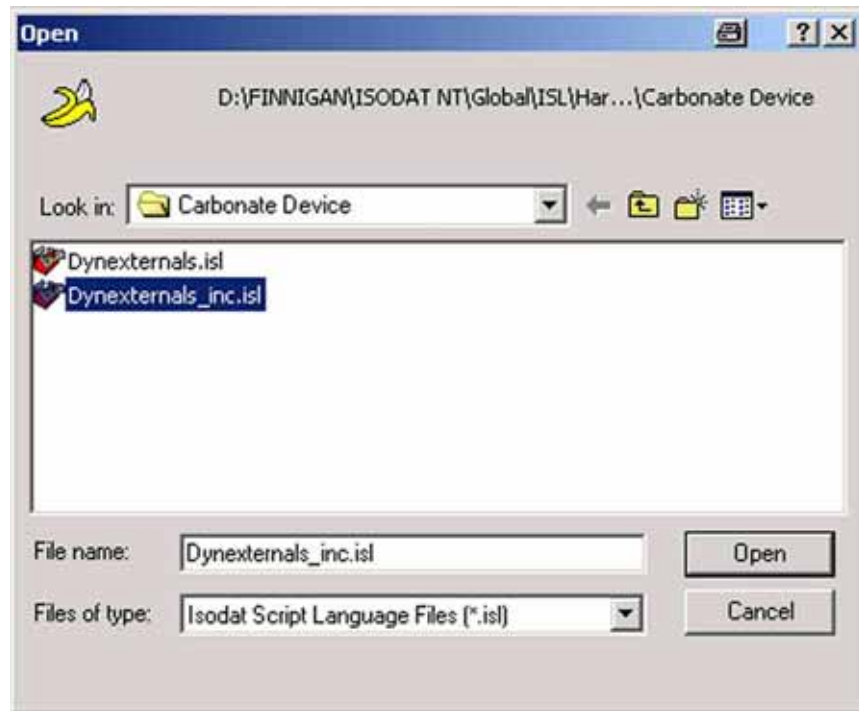 Open
D:\FINNIGAN\ISODAT NT\Global\ISL\Har...\Carbonate Device
Look in: Carbonate Device
Dynexternals.isl
Dynexternals_inc.isl
File name: Dynexternals_inc.isl Open
Files of type: Isodat Script Language Files (*.isl) Cancel